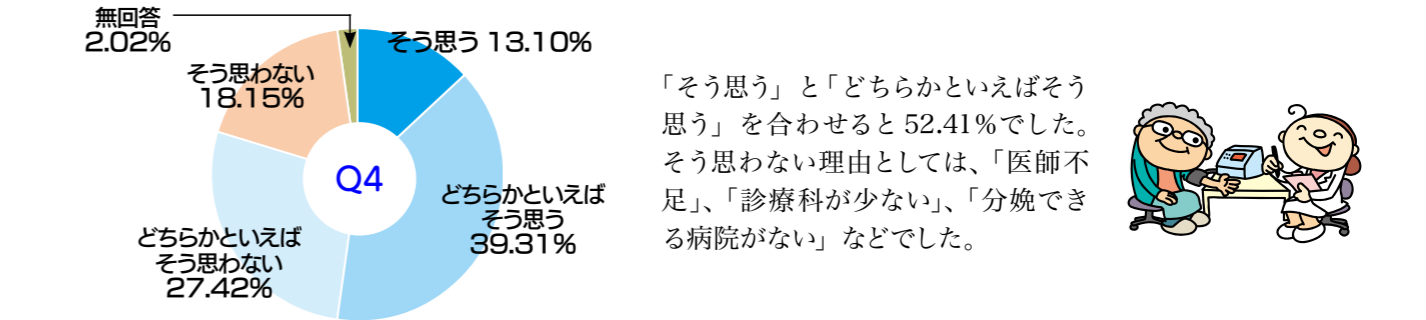 無回答
2.02%
そう思う 13.10%
そう思わない
18.15%
Q4
どちらかといえば
そう思う
39.31%
どちらかといえば
そう思わない
27.42%
「そう思う」と「どちらかといえばそう
思う」を合わせると 52.41%でした。
そう思わない理由としては、「医師不
足」、「診療科が少ない」、「分娩でき
る病院がない」などでした。